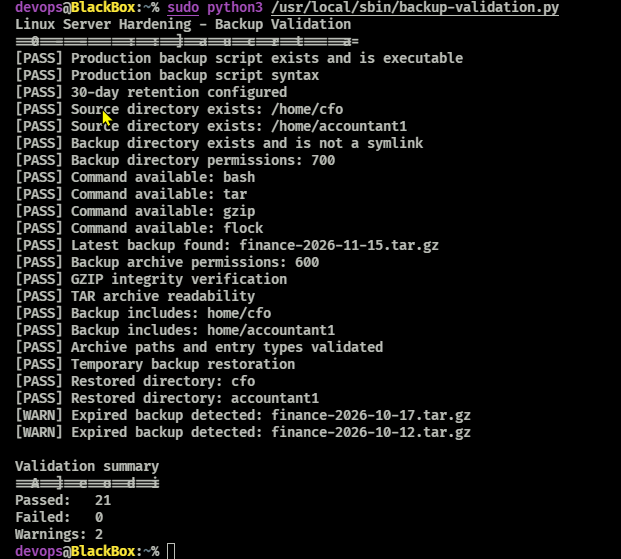 devops@BlackBox:~% sudo python3 /usr/local/sbin/backup-validation.py
Linux Server Hardening - Backup Validation
[PASS] Production backup script exists and is executable
[PASS] Production backup script syntax
[PASS] 30-day retention configured
[PASS] Source directory exists: /home/cfo
[PASS] Source directory exists: /home/accountant1
[PASS] Backup directory exists and is not a symlink
[PASS] Backup directory permissions: 700
[PASS] Command available: bash
[PASS] Command available: tar
[PASS] Command available: gzip
[PASS] Command available: flock
[PASS] Latest backup found: finance-2026-11-15.tar.gz
[PASS] Backup archive permissions: 600
[PASS] GZIP integrity verification
[PASS] TAR archive readability
[PASS] Backup includes: home/cfo
[PASS] Backup includes: home/accountant1
[PASS] Archive paths and entry types validated
[PASS] Temporary backup restoration
[PASS] Restored directory: cfo
[PASS] Restored directory: accountant1
[WARN] Expired backup detected: finance-2026-10-17.tar.gz
[WARN] Expired backup detected: finance-2026-10-12.tar.gz
Validation summary
Passed: 21
Failed: 0
Warnings: 2
devops@BlackBox:~%